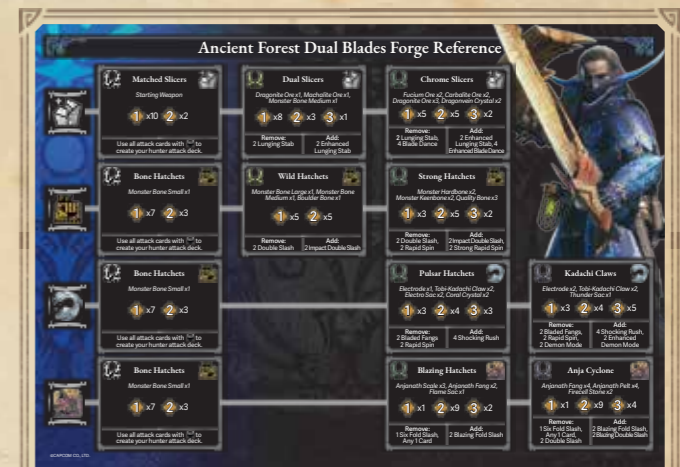 Ancient Forest Dual Blades Forge Reference
Matched Slicers
Starting Weapon
1 x10 2 x2
Use all attack cards with to
create your hunter attack deck.
Dual Slicers
Dragonite Ore x1, Machalite Ore x1,
Monster Bone Medium x1
1 x8 2 x3 3 x1
Remove:
2 Lunging Stab
Add:
2 Enhanced
Lunging Stab
Chrome Slicers
Fucium Ore x2, Carbalite Ore x2,
Dragonite Ore x3, Dragonvein Crystal x2
1 x5 2 x5 3 x2
Remove:
2 Lunging Stab,
4 Blade Dance
Add:
2 Enhanced
Lunging Stab, 4
Enhanced Blade Dance
Bone Hatchets
Monster Bone Small x1
1 x7 2 x3
Use all attack cards with to
create your hunter attack deck.
Wild Hatchets
Monster Bone Large x1, Monster Bone
Medium x1, Boulder Bone x1
1 x5 2 x5
Remove:
2 Double Slash
Add:
2 Impact Double Slash
Strong Hatchets
Monster Hardbone x2,
Monster Keenbone x2, Quality Bone x3
1 x3 2 x5 3 x2
Remove:
2 Double Slash,
2 Rapid Spin
Add:
2 Impact Double Slash,
2 Strong Rapid Spin
Bone Hatchets
Monster Bone Small x1
1 x7 2 x3
Use all attack cards with to
create your hunter attack deck.
Pulsar Hatchets
Electrode x1, Tobi-Kadachi Claw x2,
Electro Sac x2, Coral Crystal x2
1 x3 2 x4 3 x3
Remove:
2 Bladed Fangs
2 Rapid Spin
Add:
4 Shocking Rush
Kadachi Claws
Electrode x2, Tobi-Kadachi Claw x2,
Thunder Sac x1
1 x3 2 x4 3 x5
Remove:
2 Bladed Fangs,
2 Rapid Spin,
2 Demon Mode
Add:
4 Shocking Rush,
2 Enhanced
Demon Mode
Bone Hatchets
Monster Bone Small x1
1 x7 2 x3
Use all attack cards with to
create your hunter attack deck.
Blazing Hatchets
Anjanath Scale x3, Anjanath Fang x2,
Flame Sac x1
1 x1 2 x9 3 x2
Remove:
1 Six Fold Slash,
Any 1 Card
Add:
2 Blazing Fold Slash
Anja Cyclone
Anjanath Fang x4, Anjanath Pelt x4,
Firecell Stone x2
1 x1 2 x9 3 x4
Remove:
1 Six Fold Slash,
Any 1 Card,
2 Double Slash
Add:
2 Blazing Fold Slash,
2 Blazing Double Slash
©CAPCOM CO., LTD.